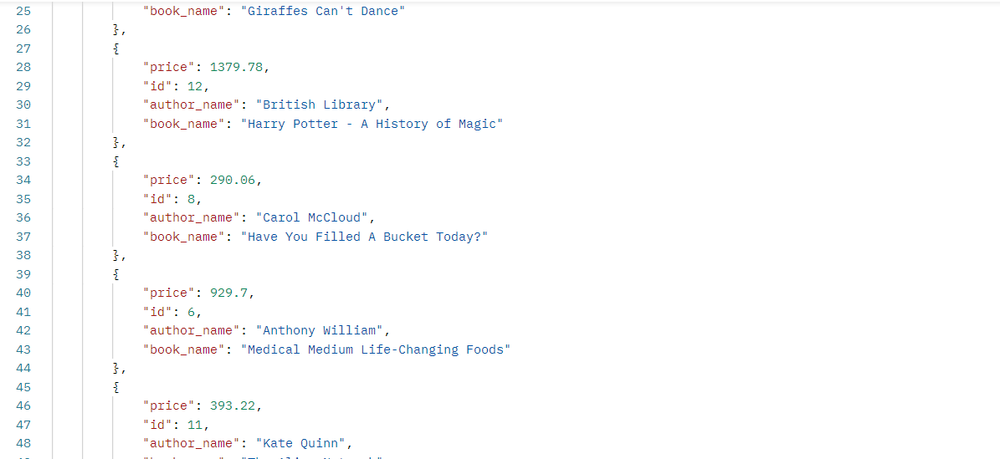 25 "book_name": "Giraffes Can't Dance"
26 },
27 {
28 "price": 1379.78,
29 "id": 12,
30 "author_name": "British Library",
31 "book_name": "Harry Potter - A History of Magic"
32 },
33 {
34 "price": 290.06,
35 "id": 8,
36 "author_name": "Carol McCloud",
37 "book_name": "Have You Filled A Bucket Today?"
38 },
39 {
40 "price": 929.7,
41 "id": 6,
42 "author_name": "Anthony William",
43 "book_name": "Medical Medium Life-Changing Foods"
44 },
45 {
46 "price": 393.22,
47 "id": 11,
48 "author_name": "Kate Quinn",